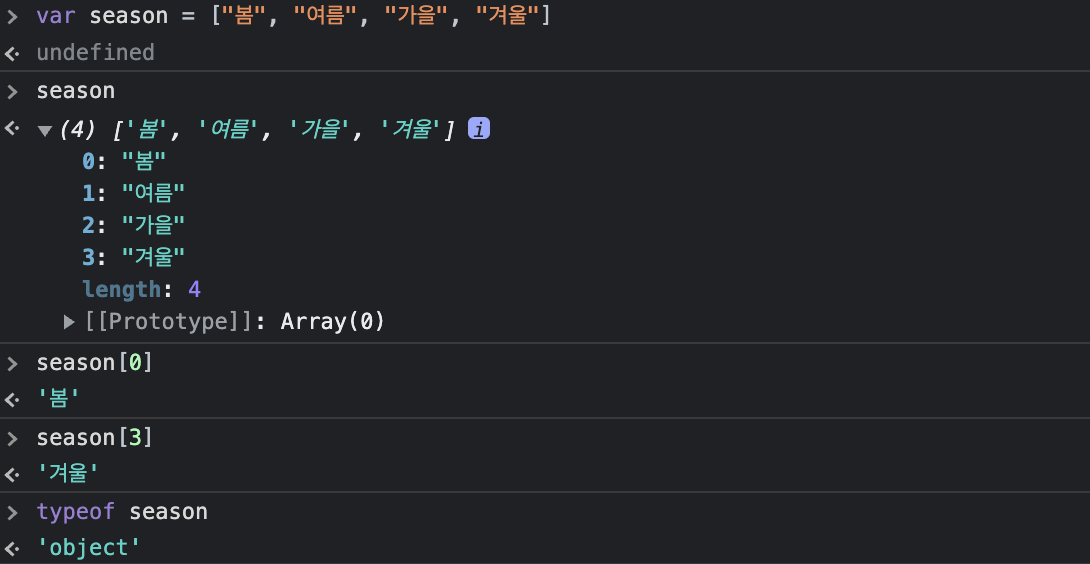 > var season = ["봄", "여름", "가을", "겨울"]
undefined
> season
(4) ['봄', '여름', '가을', '겨울'] i
0: "봄"
1: "여름"
2: "가을"
3: "겨울"
length: 4
[[Prototype]]: Array(0)
> season[0]
'봄'
> season[3]
'겨울'
> typeof season
'object'